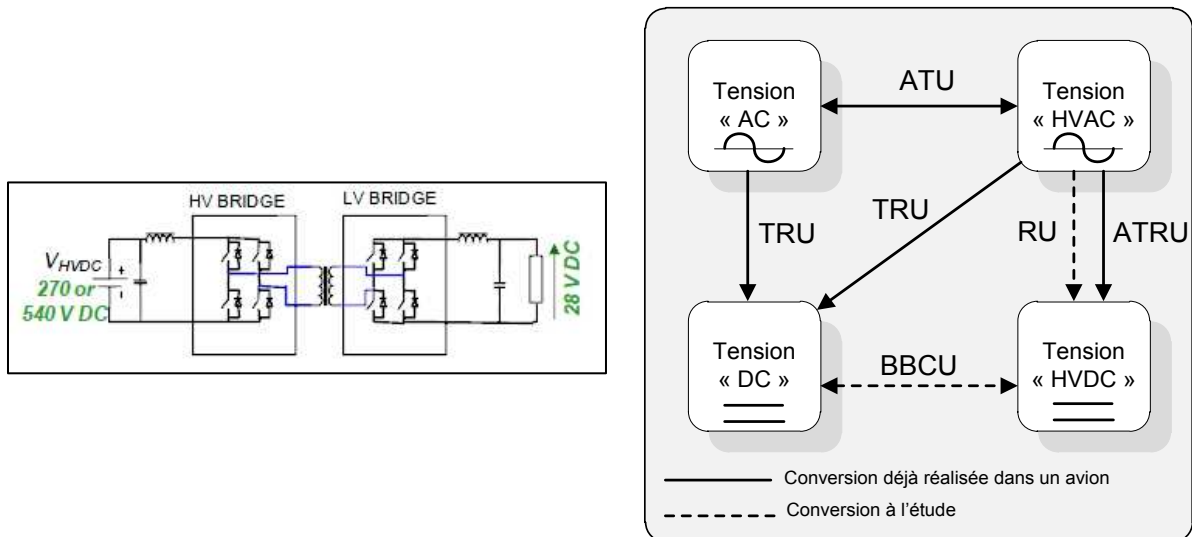 HV BRIDGE
LV BRIDGE
VHVDC
270 or
540 V DC
+
-
28 V DC
Tension
« AC »
ATU
Tension
« HVAC »
TRU
TRU
RU
ATRU
Tension
« DC »
BBCU
Tension
« HVDC »
Conversion déjà réalisée dans un avion
Conversion à l’étude